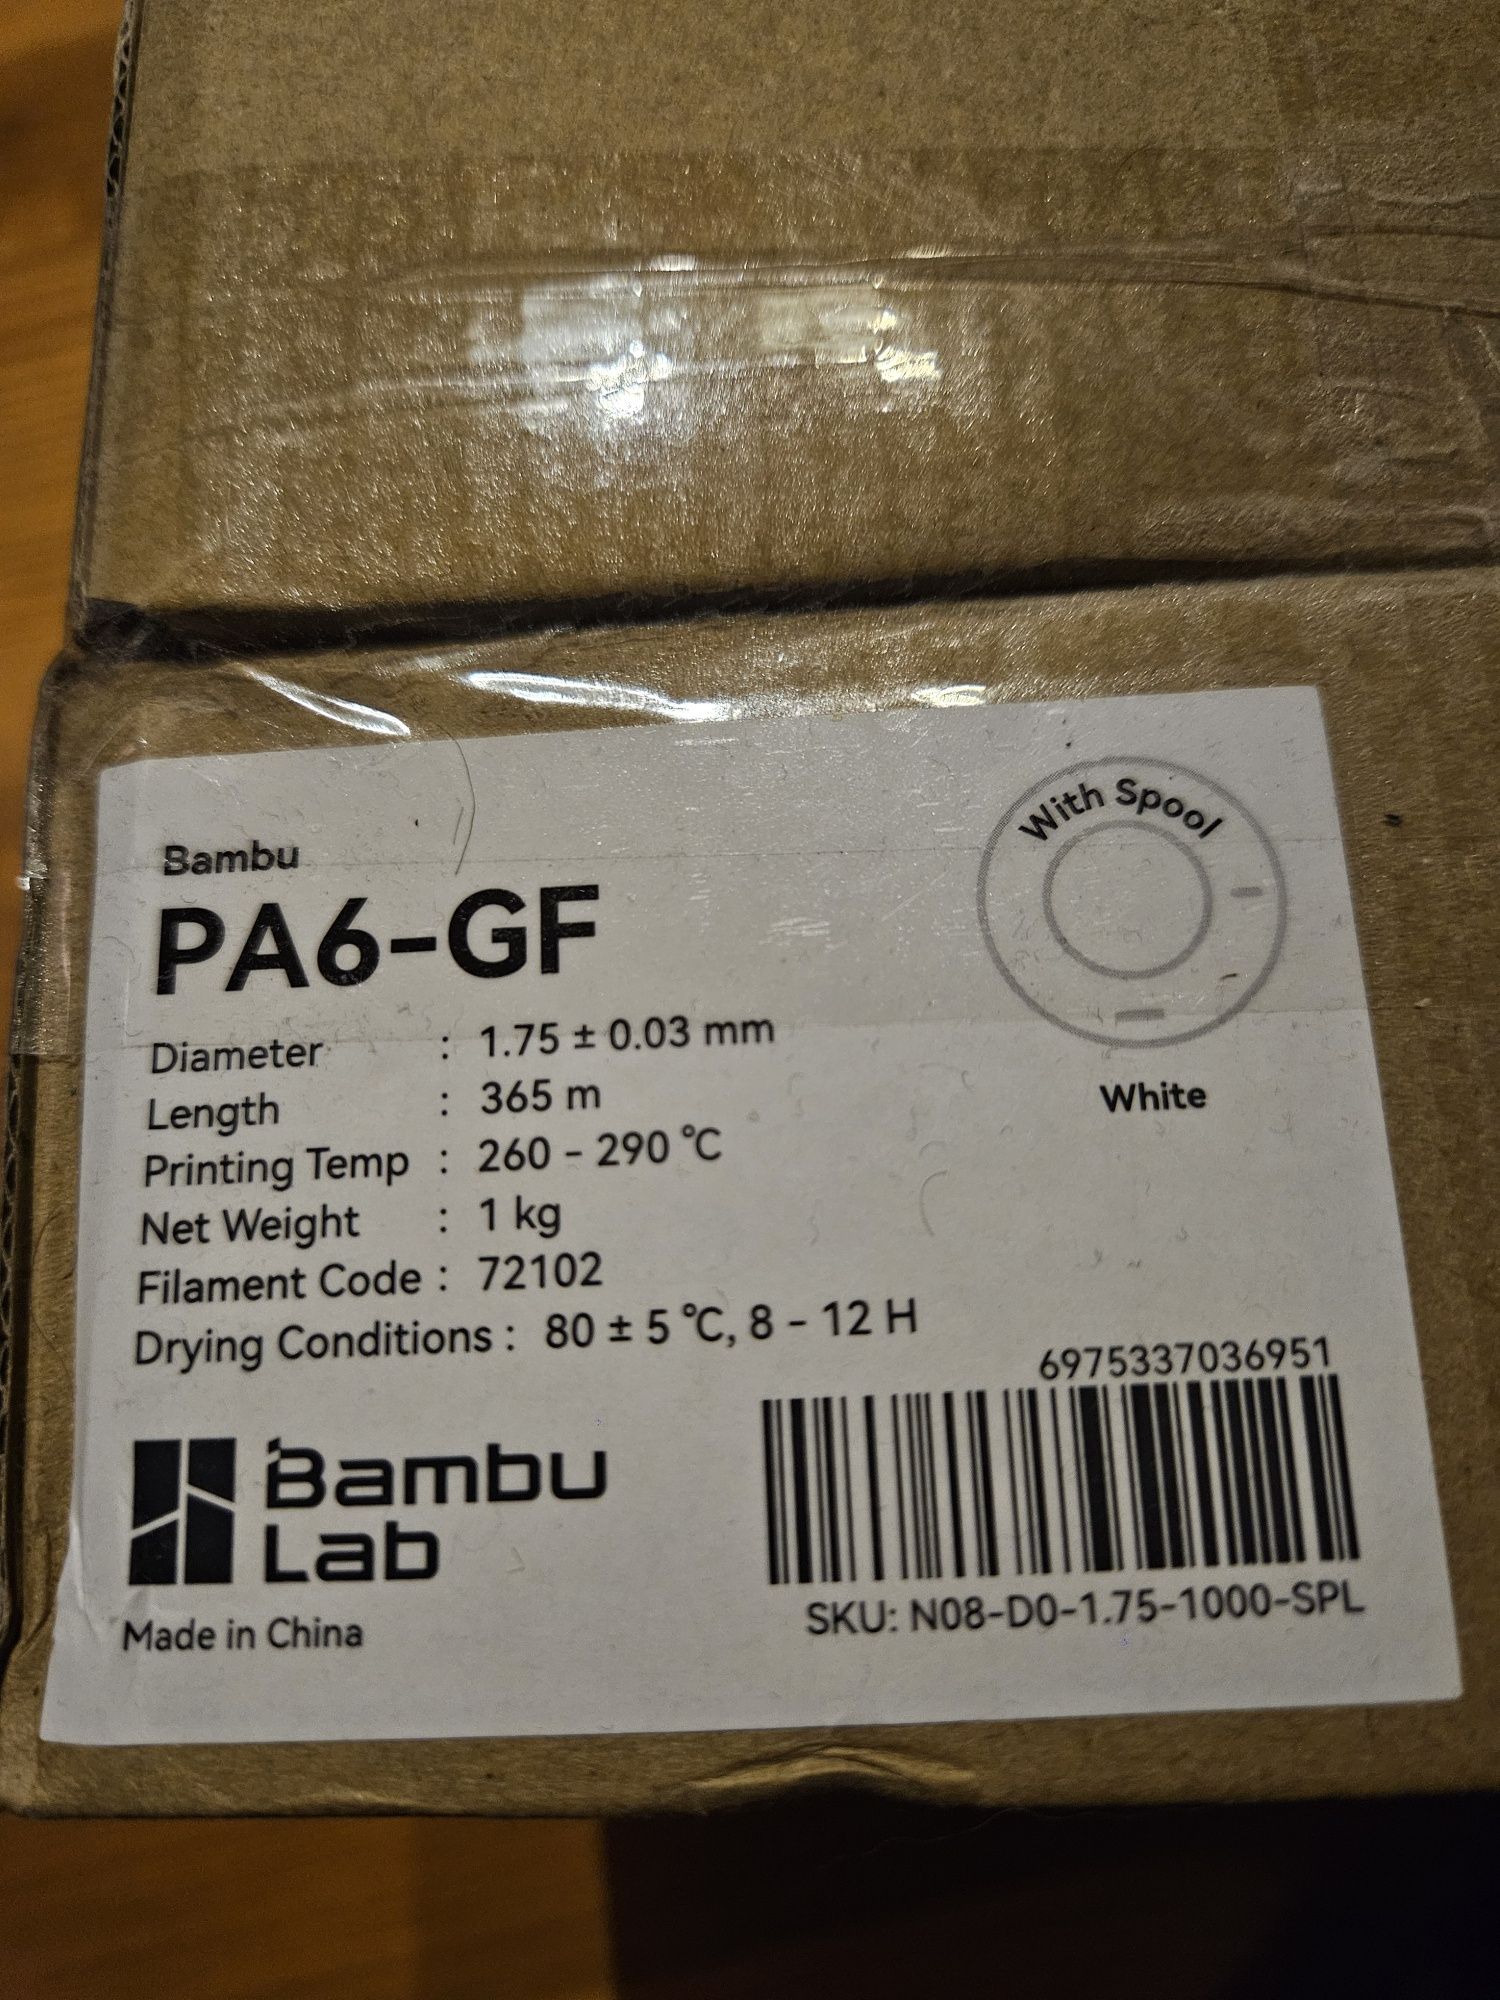 Bambu
PA6-GF
With Spool
White
Diameter : 1.75 ± 0.03 mm
Length : 365 m
Printing Temp : 260 - 290 °C
Net Weight : 1 kg
Filament Code : 72102
Drying Conditions : 80 ± 5 °C, 8 - 12 H
6975337036951
Bambu
Lab
Made in China
SKU: N08-D0-1.75-1000-SPL